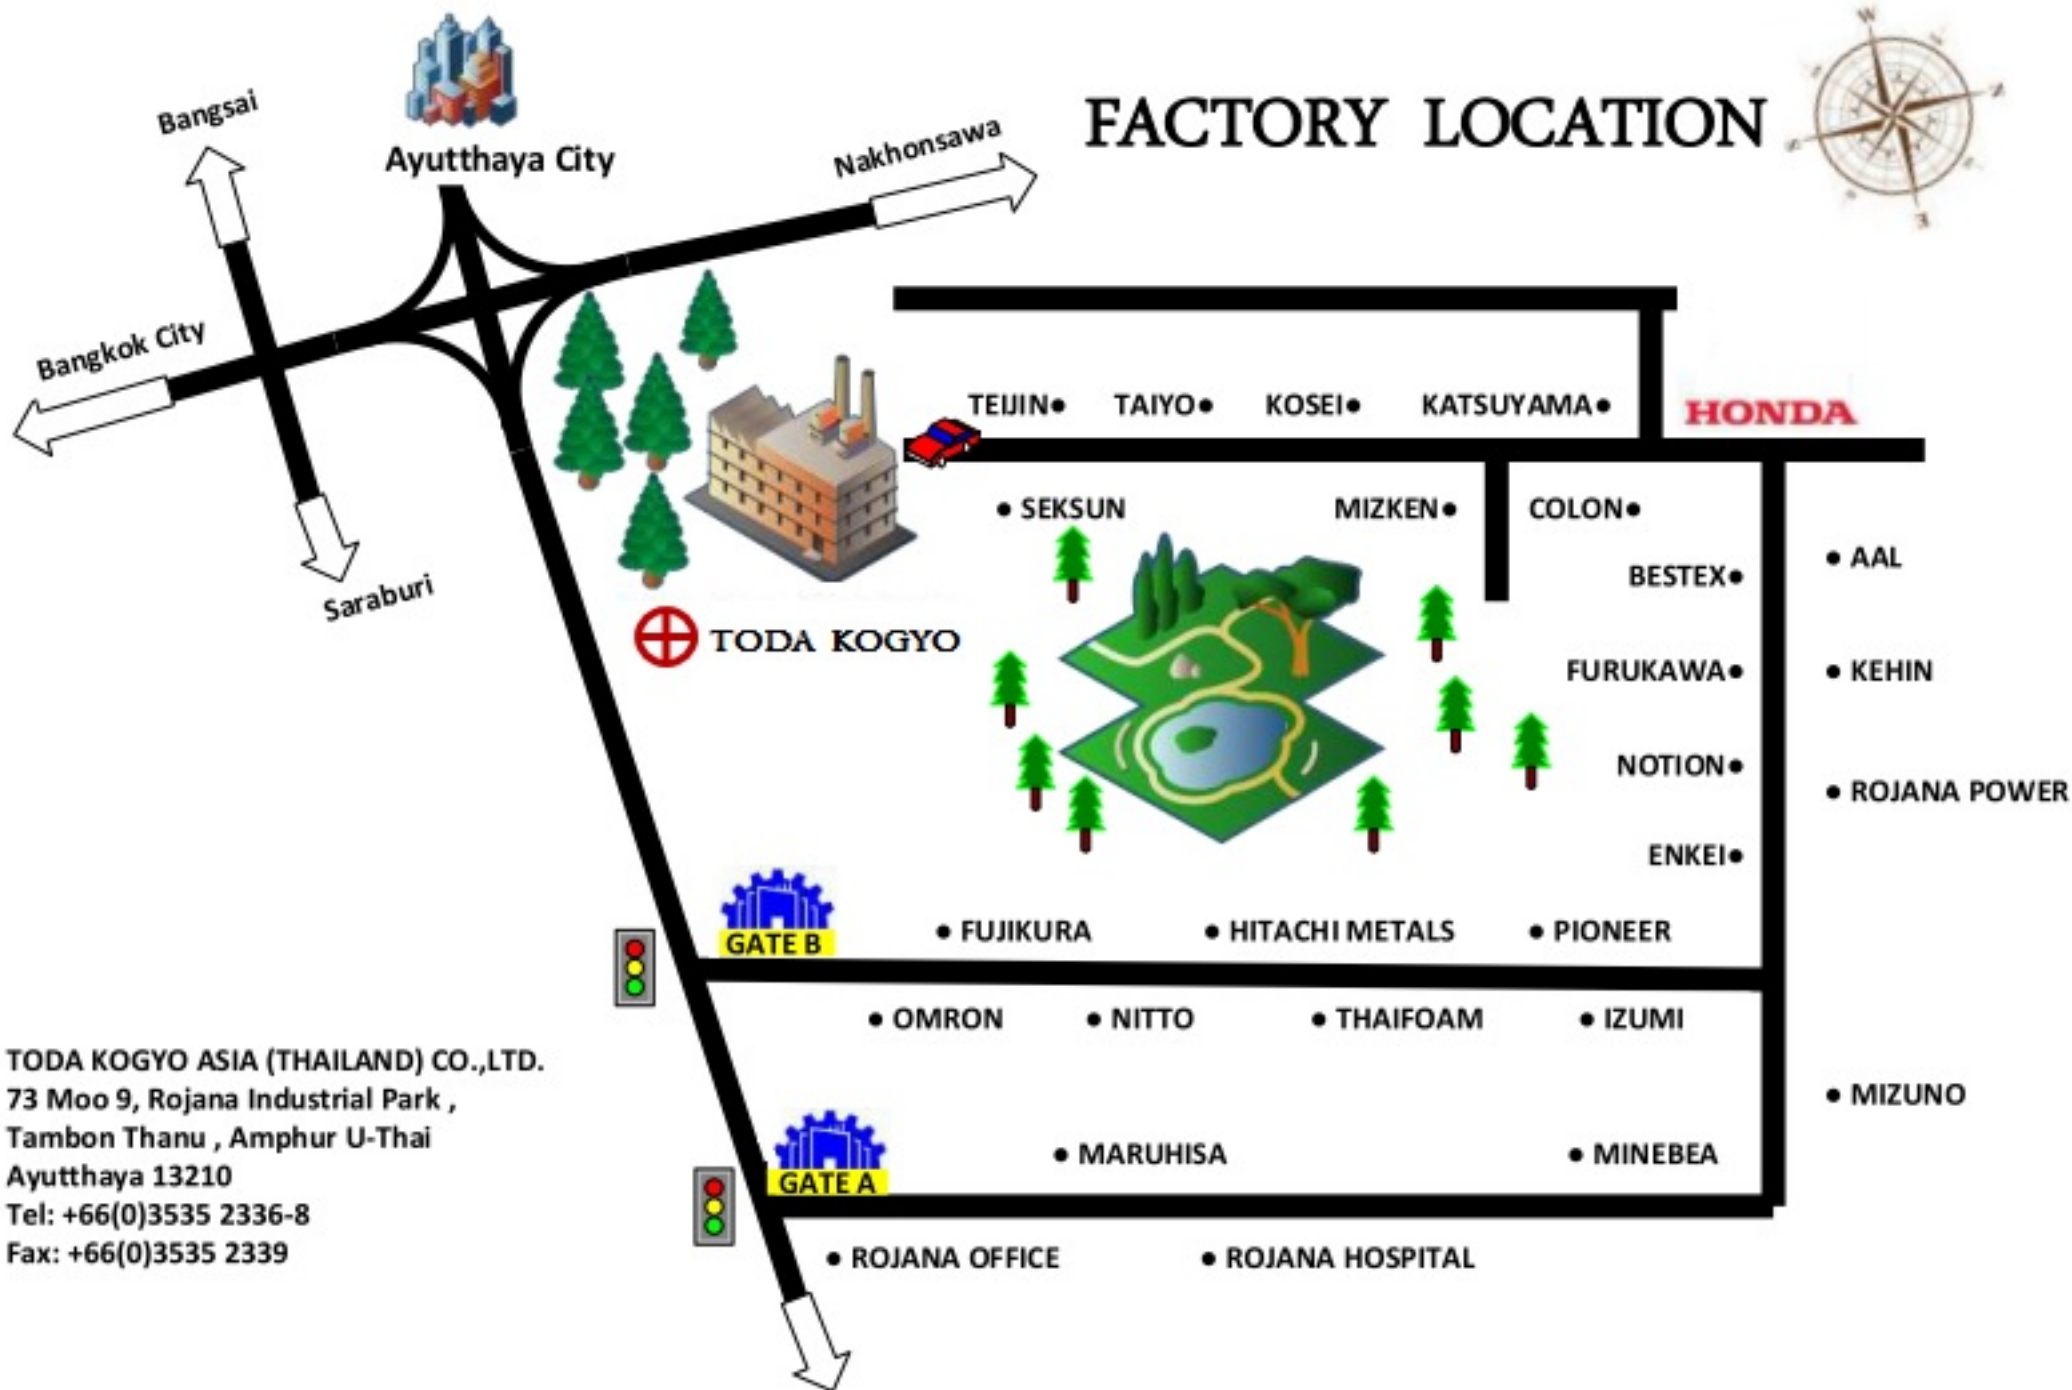 FACTORY LOCATION
W
N
S
E
Bangsai
Ayutthaya City
Nakhonsawa
Bangkok City
Saraburi
TEIJIN
TAIYO
KOSEI
KATSUYAMA
HONDA
SEKSUN
MIZKEN
COLON
BESTEX
AAL
TODA KOGYO
FURUKAWA
KEHIN
NOTION
ROJANA POWER
ENKEI
GATE B
FUJIKURA
HITACHI METALS
PIONEER
OMRON
NITTO
THAIFOAM
IZUMI
MIZUNO
MARUHISA
MINEBEA
GATE A
ROJANA OFFICE
ROJANA HOSPITAL
TODA KOGYO ASIA (THAILAND) CO.,LTD.
73 Moo 9, Rojana Industrial Park ,
Tambon Thanu , Amphur U-Thai
Ayutthaya 13210
Tel: +66(0)3535 2336-8
Fax: +66(0)3535 2339